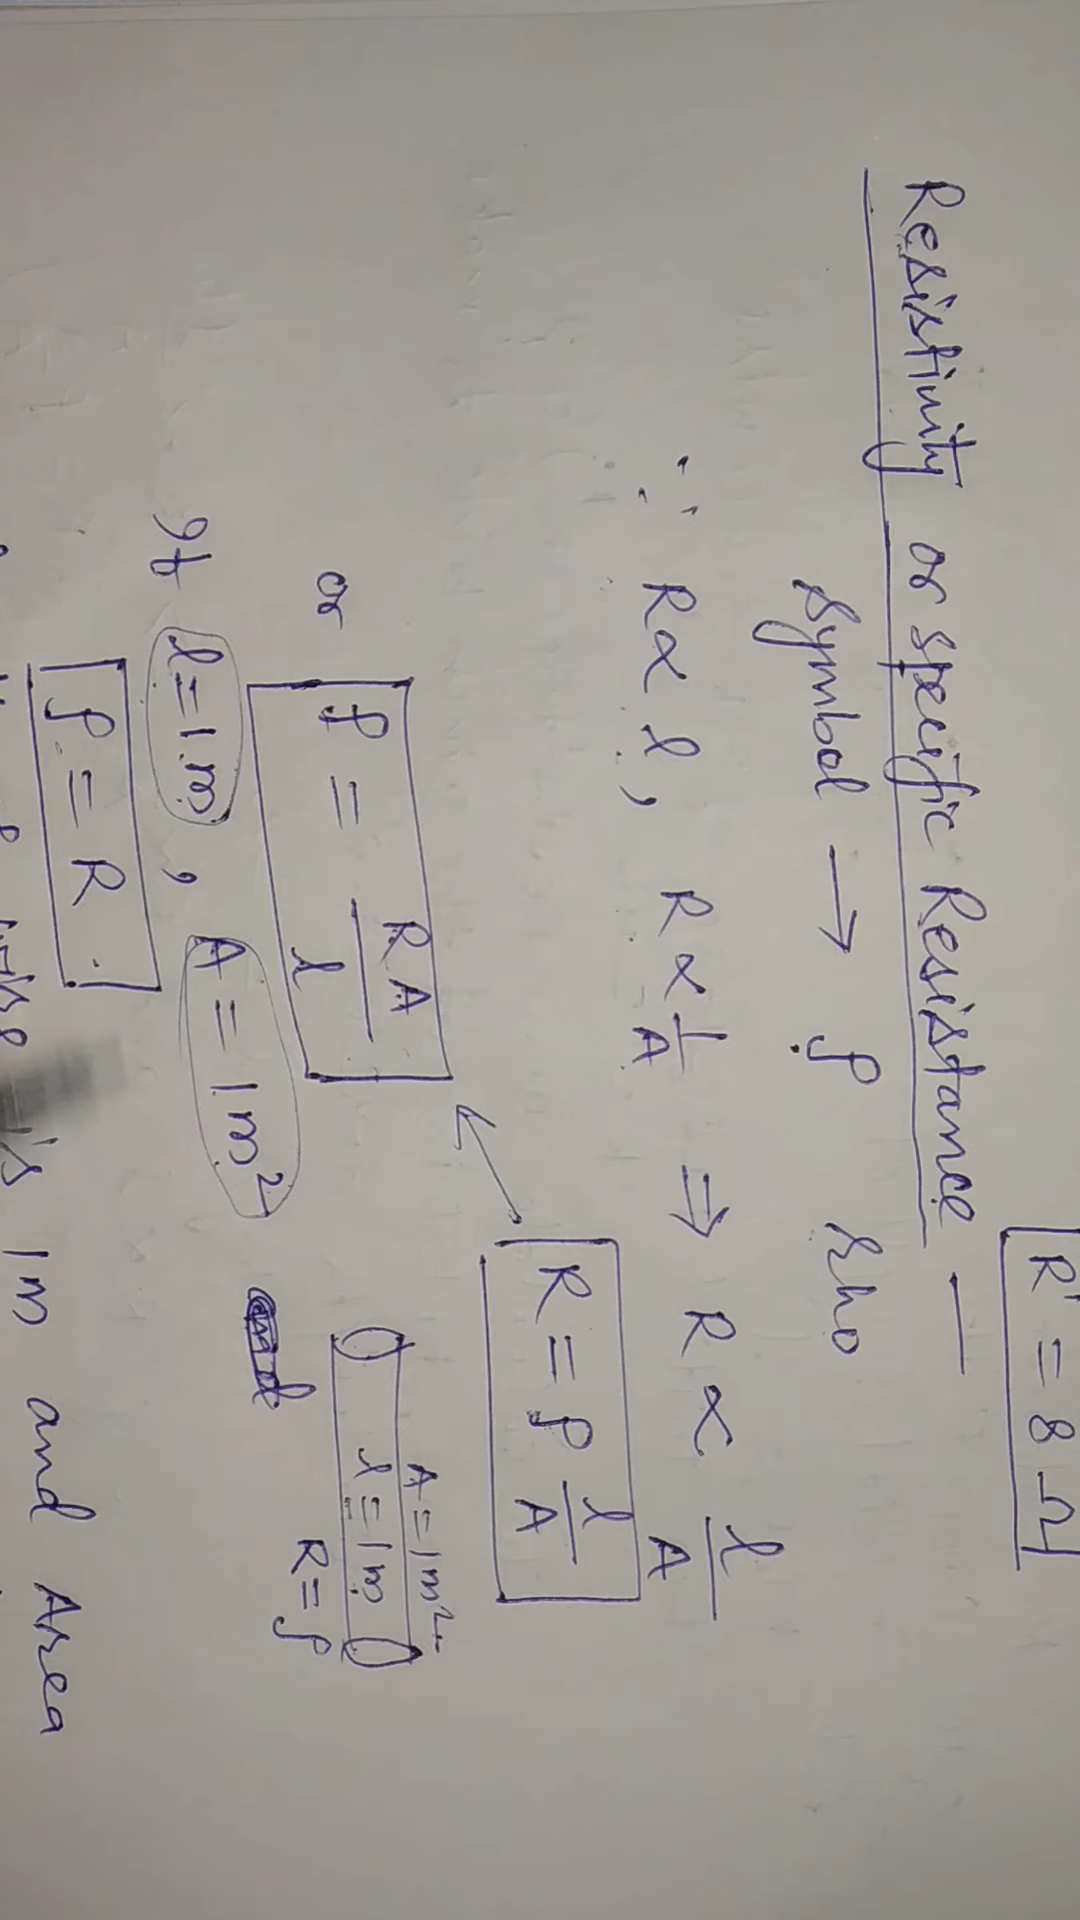 R' = 8 Ω
Resistivity or specific Resistance —
Symbol → ρ rho
∵ R ∝ l, R ∝ 1/A ⇒ R ∝ l/A
R = ρ l/A
or ρ = RA/l
If l = 1m, A = 1m²
A = 1m²
l = 1m
R = ρ
ρ = R
is 1m and Area